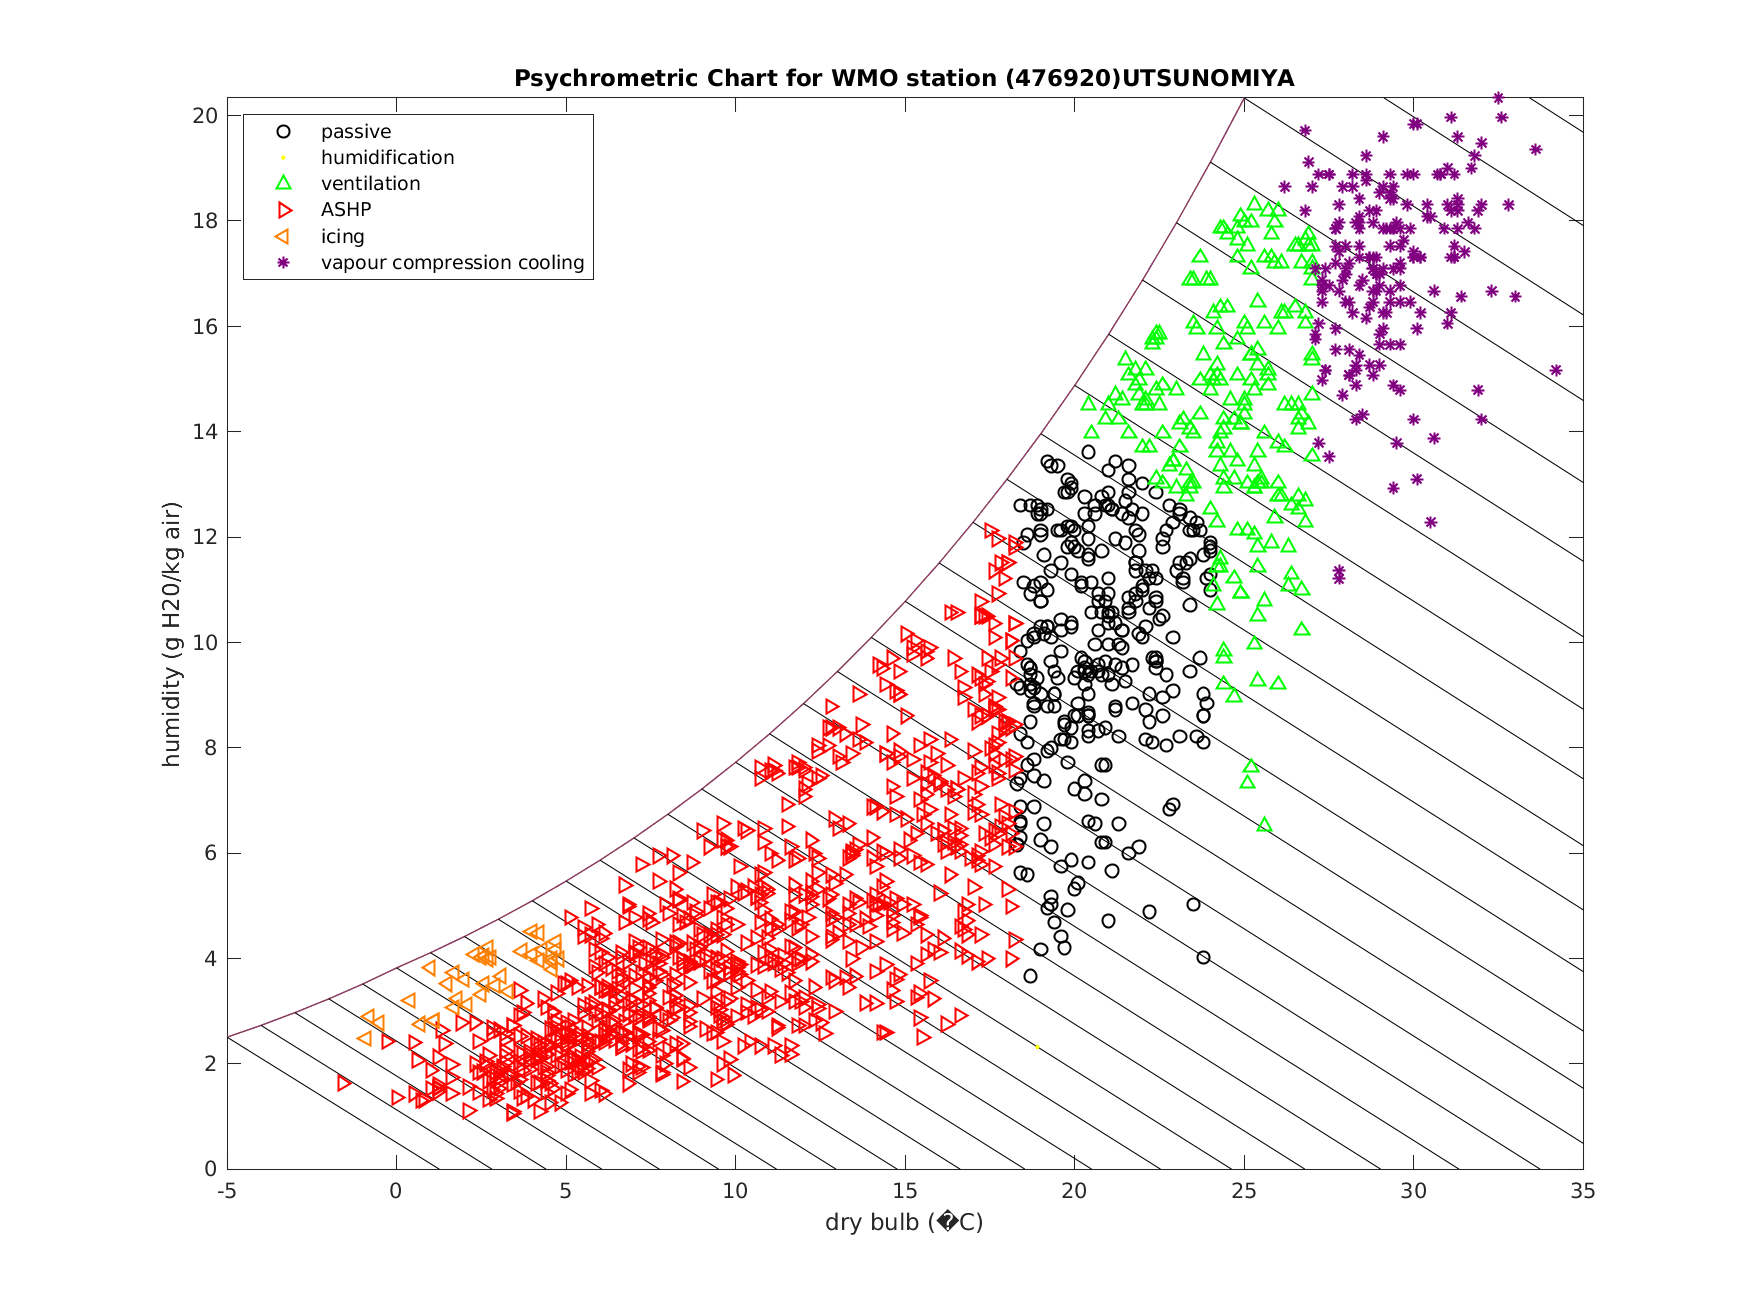 Psychrometric Chart for WMO station (476920)UTSUNOMIYA
passive
humidification
ventilation
ASHP
icing
vapour compression cooling
humidity (g H20/kg air)
20
18
16
14
12
10
8
6
4
2
0
-5 0 5 10 15 20 25 30 35
dry bulb (�C)